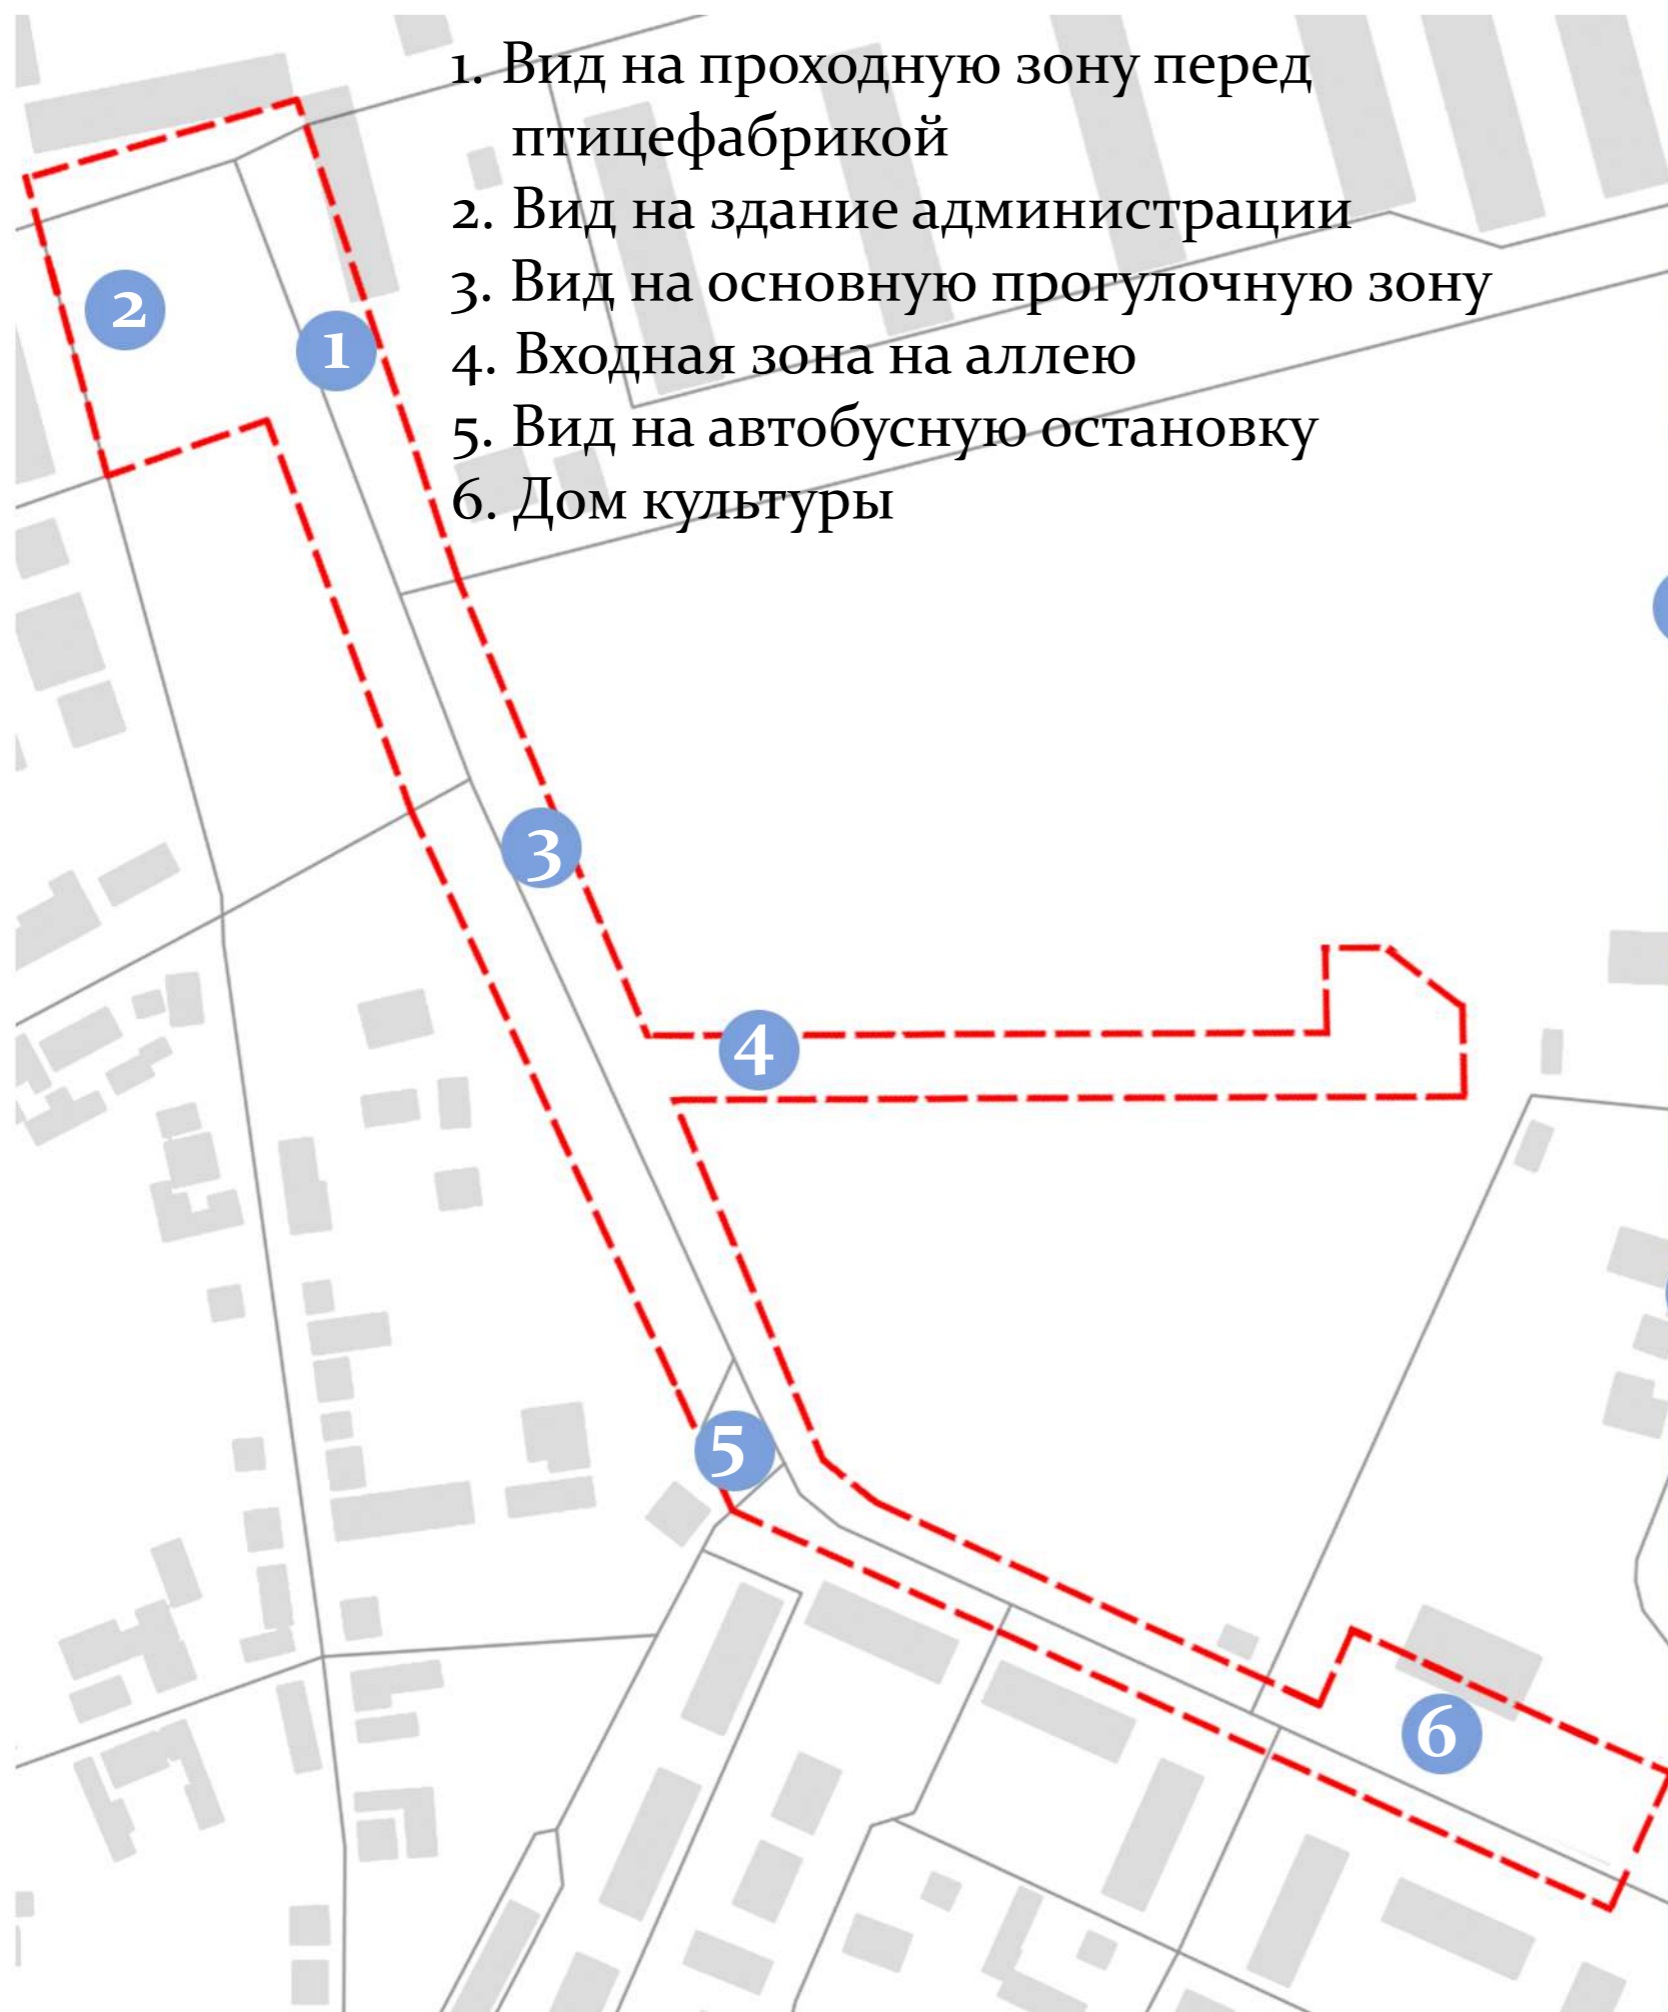 1. Вид на проходную зону перед
птицефабрикой
2. Вид на здание администрации
3. Вид на основную прогулочную зону
4. Входная зона на аллею
5. Вид на автобусную остановку
6. Дом культуры
2
1
3
4
5
6